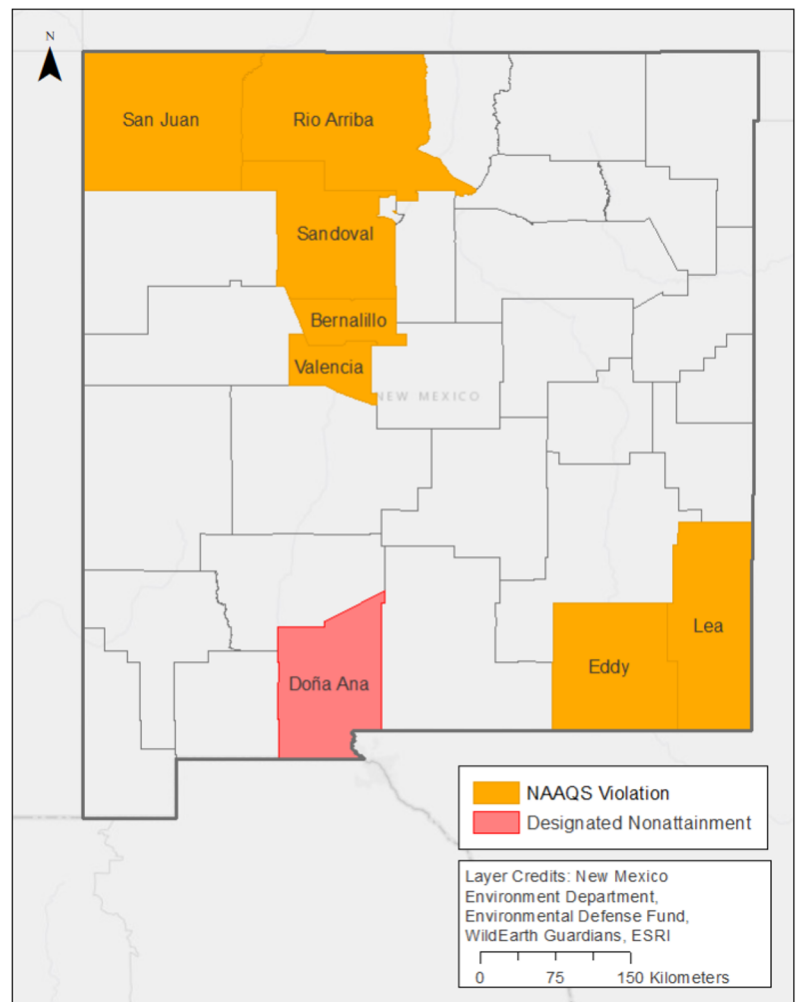 N
San Juan
Rio Arriba
Sandoval
Bernalillo
Valencia
NEW MEXICO
Lea
Eddy
Doña Ana
NAAQS Violation
Designated Nonattainment
Layer Credits: New Mexico
Environment Department,
Environmental Defense Fund,
WildEarth Guardians, ESRI
0 75 150 Kilometers